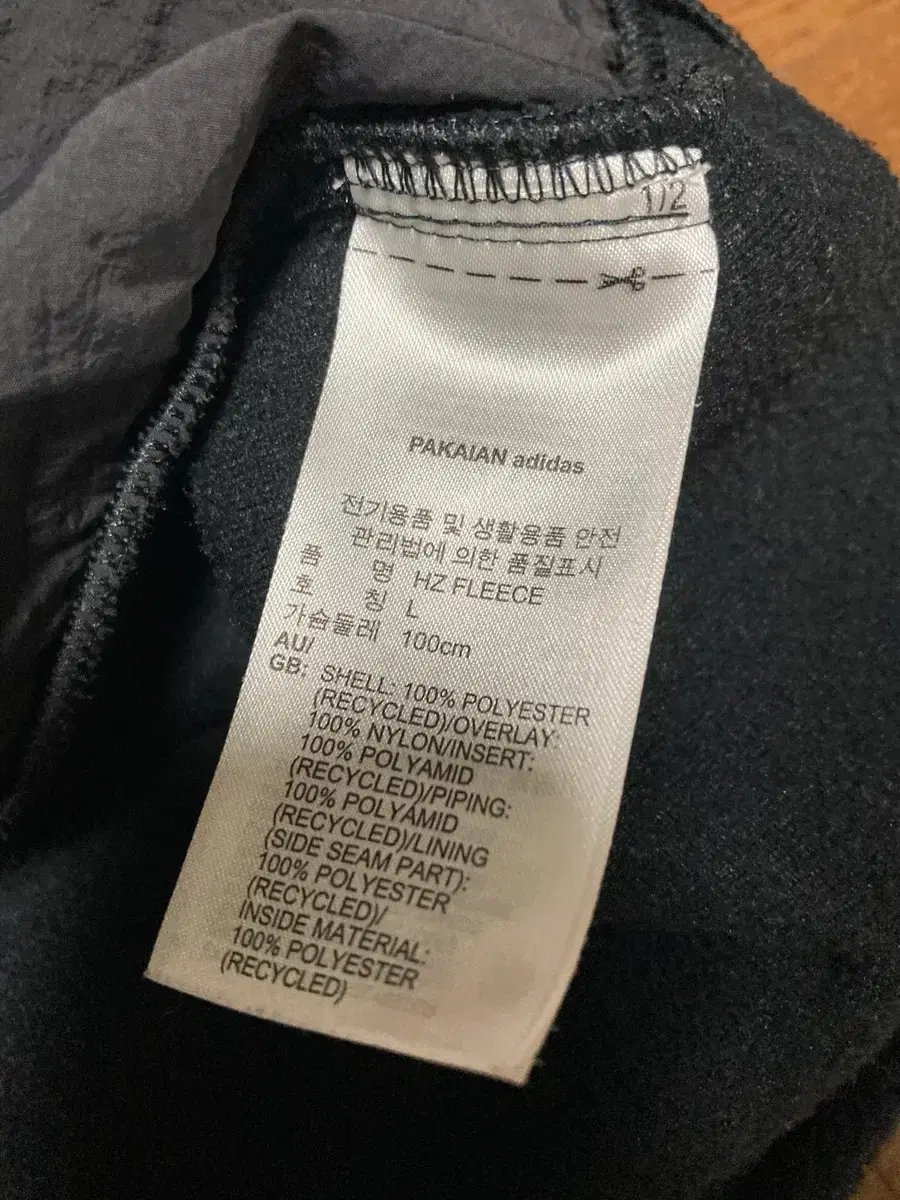 1/2
PAKAIAN adidas
전기용품 및 생활용품 안전
관리법에 의한 품질표시
품 명 HZ FLEECE
호 칭 L
가슴둘레 100cm
AU/
GB: SHELL: 100% POLYESTER
(RECYCLED)/OVERLAY:
100% NYLON/INSERT:
100% POLYAMID
(RECYCLED)/PIPING:
100% POLYAMID
(RECYCLED)/LINING
(SIDE SEAM PART):
100% POLYESTER
(RECYCLED)/
INSIDE MATERIAL:
100% POLYESTER
(RECYCLED)